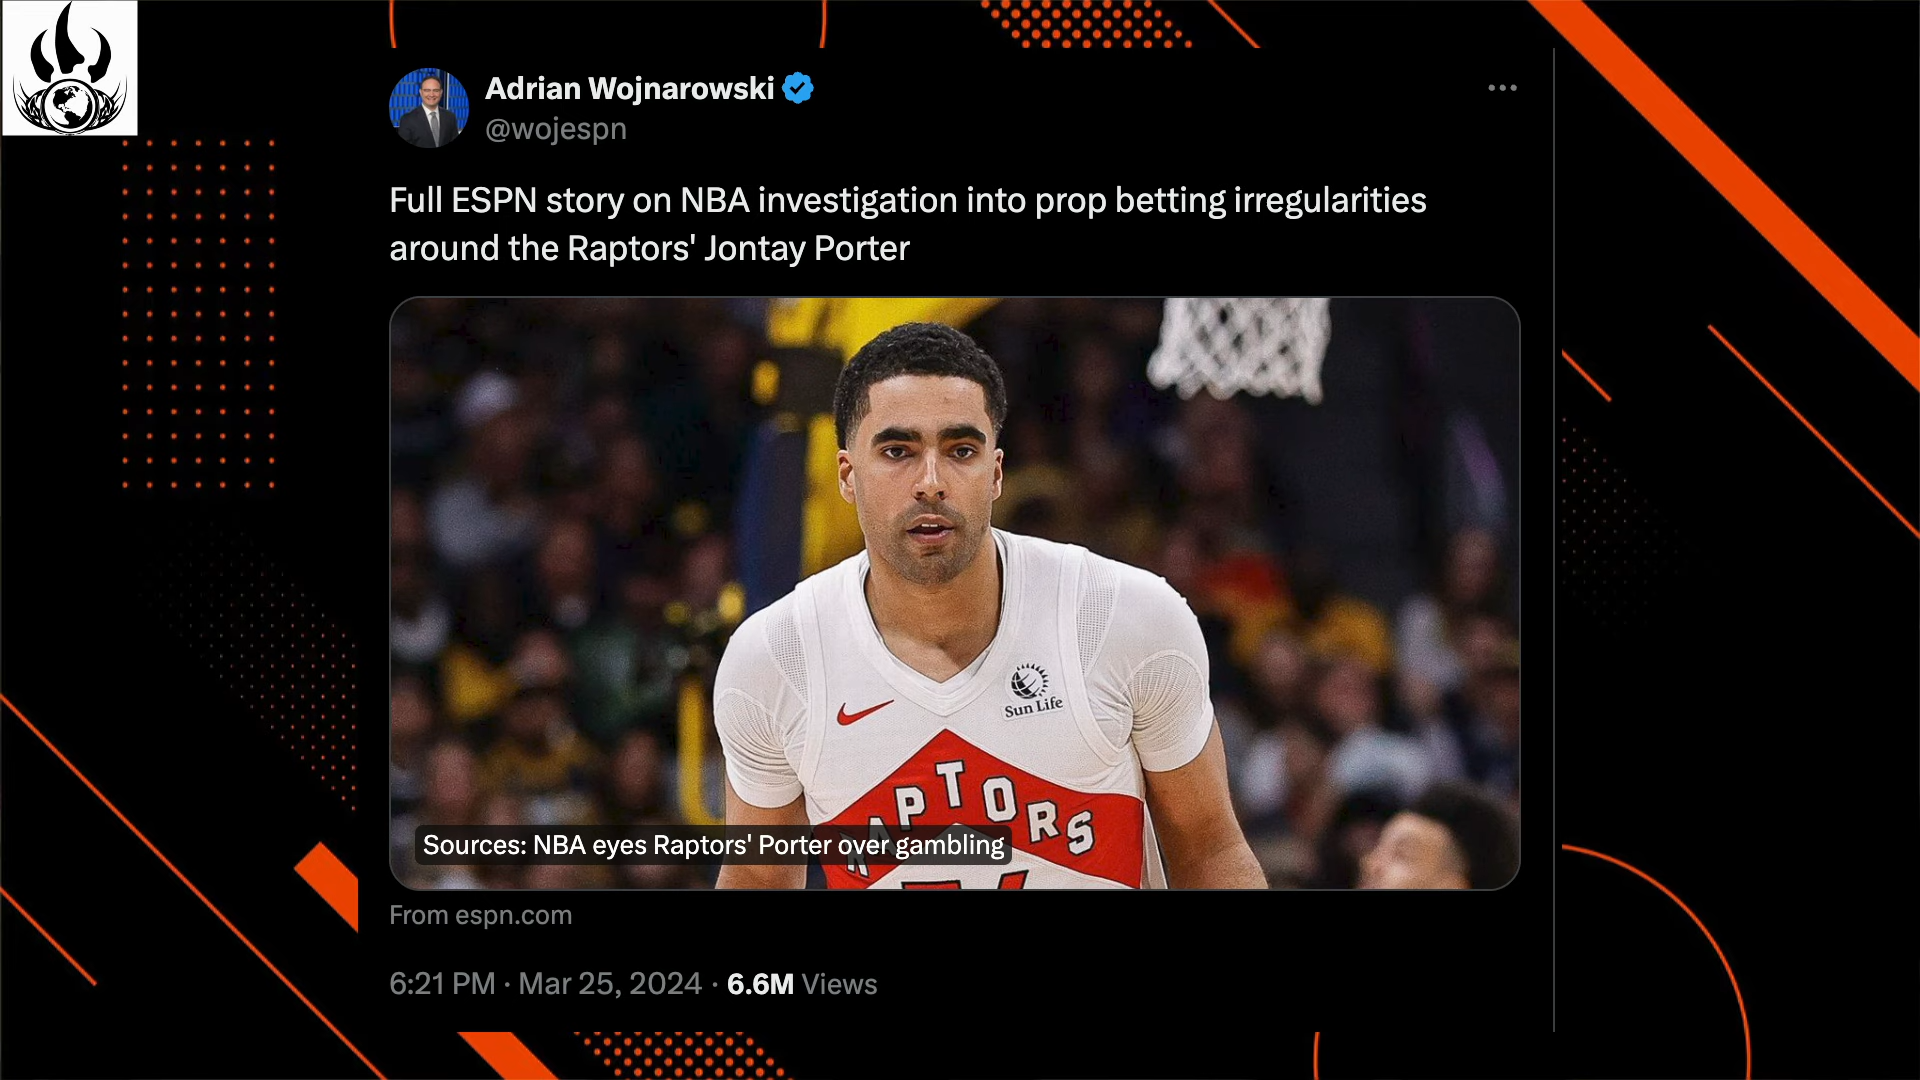 Adrian Wojnarowski
@wojespn
Full ESPN story on NBA investigation into prop betting irregularities
around the Raptors' Jontay Porter
Sun Life
RAPTORS
Sources: NBA eyes Raptors' Porter over gambling
From espn.com
6:21 PM · Mar 25, 2024 · 6.6M Views